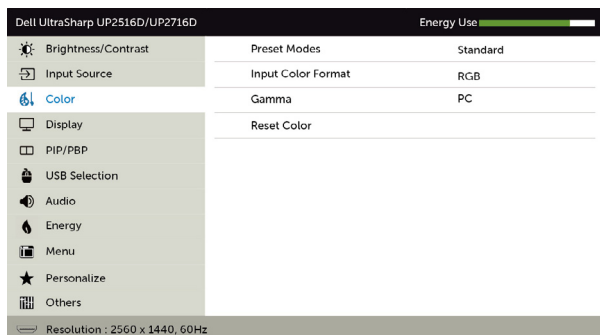 Dell UltraSharp UP2516D/UP2716D Energy Use
Brightness/Contrast Preset Modes Standard
Input Source Input Color Format RGB
Color Gamma PC
Display Reset Color
PIP/PBP
USB Selection
Audio
Energy
Menu
Personalize
Others
Resolution : 2560 x 1440, 60Hz